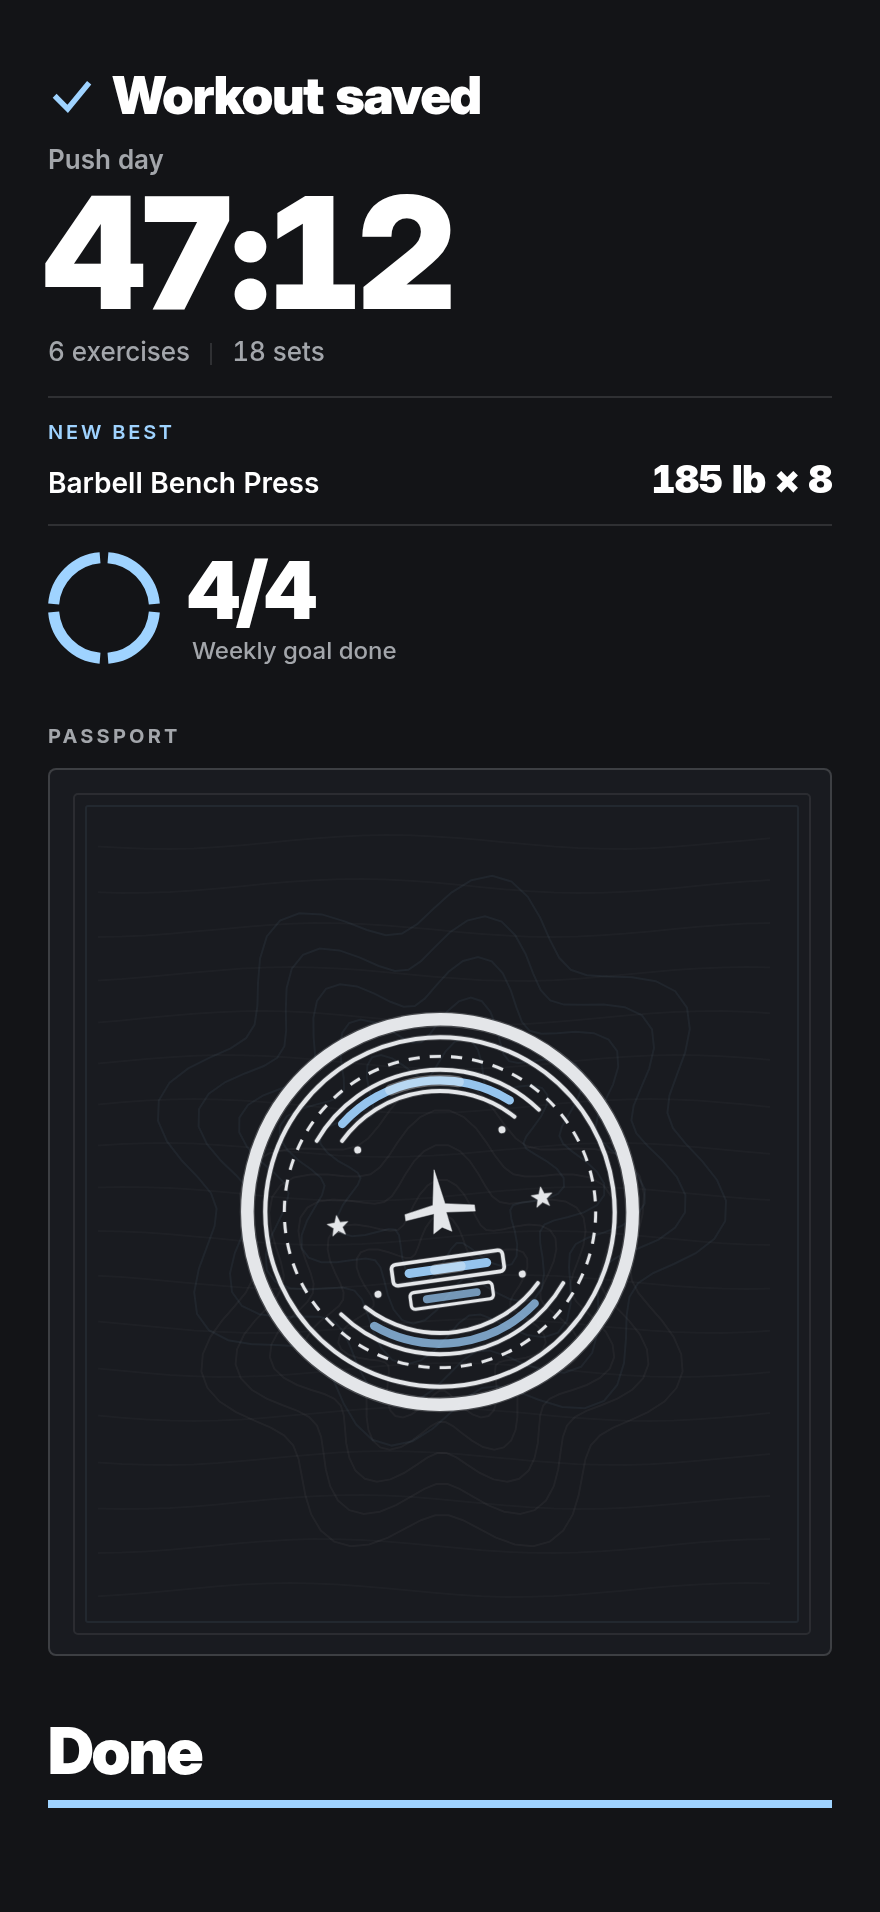 Workout saved
Push day
47:12
6 exercises | 18 sets
NEW BEST
Barbell Bench Press 185 lb × 8
4/4
Weekly goal done
PASSPORT
Done